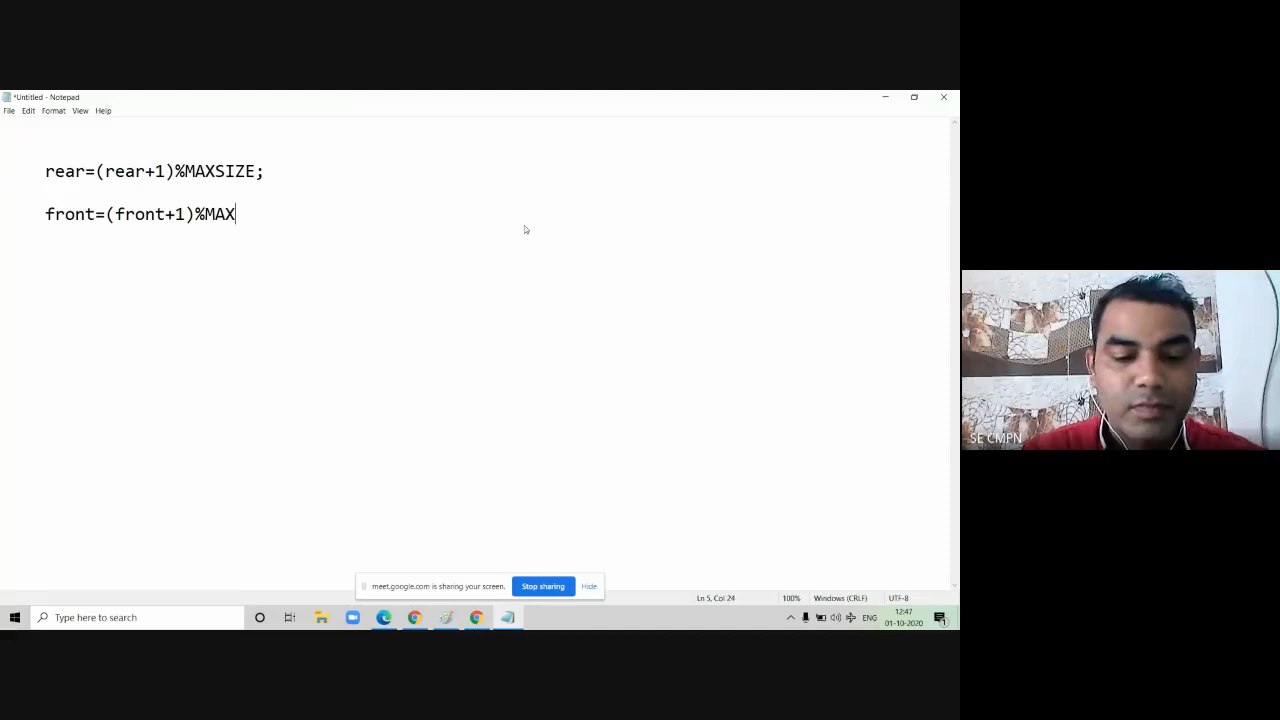 *Untitled - Notepad
File Edit Format View Help
rear=(rear+1)%MAXSIZE;
front=(front+1)%MAX
SE CMPN
meet.google.com is sharing your screen. Stop sharing Hide
Ln 5, Col 24 100% Windows (CRLF) UTF-8
Type here to search
ENG
12:47
01-10-2020
1